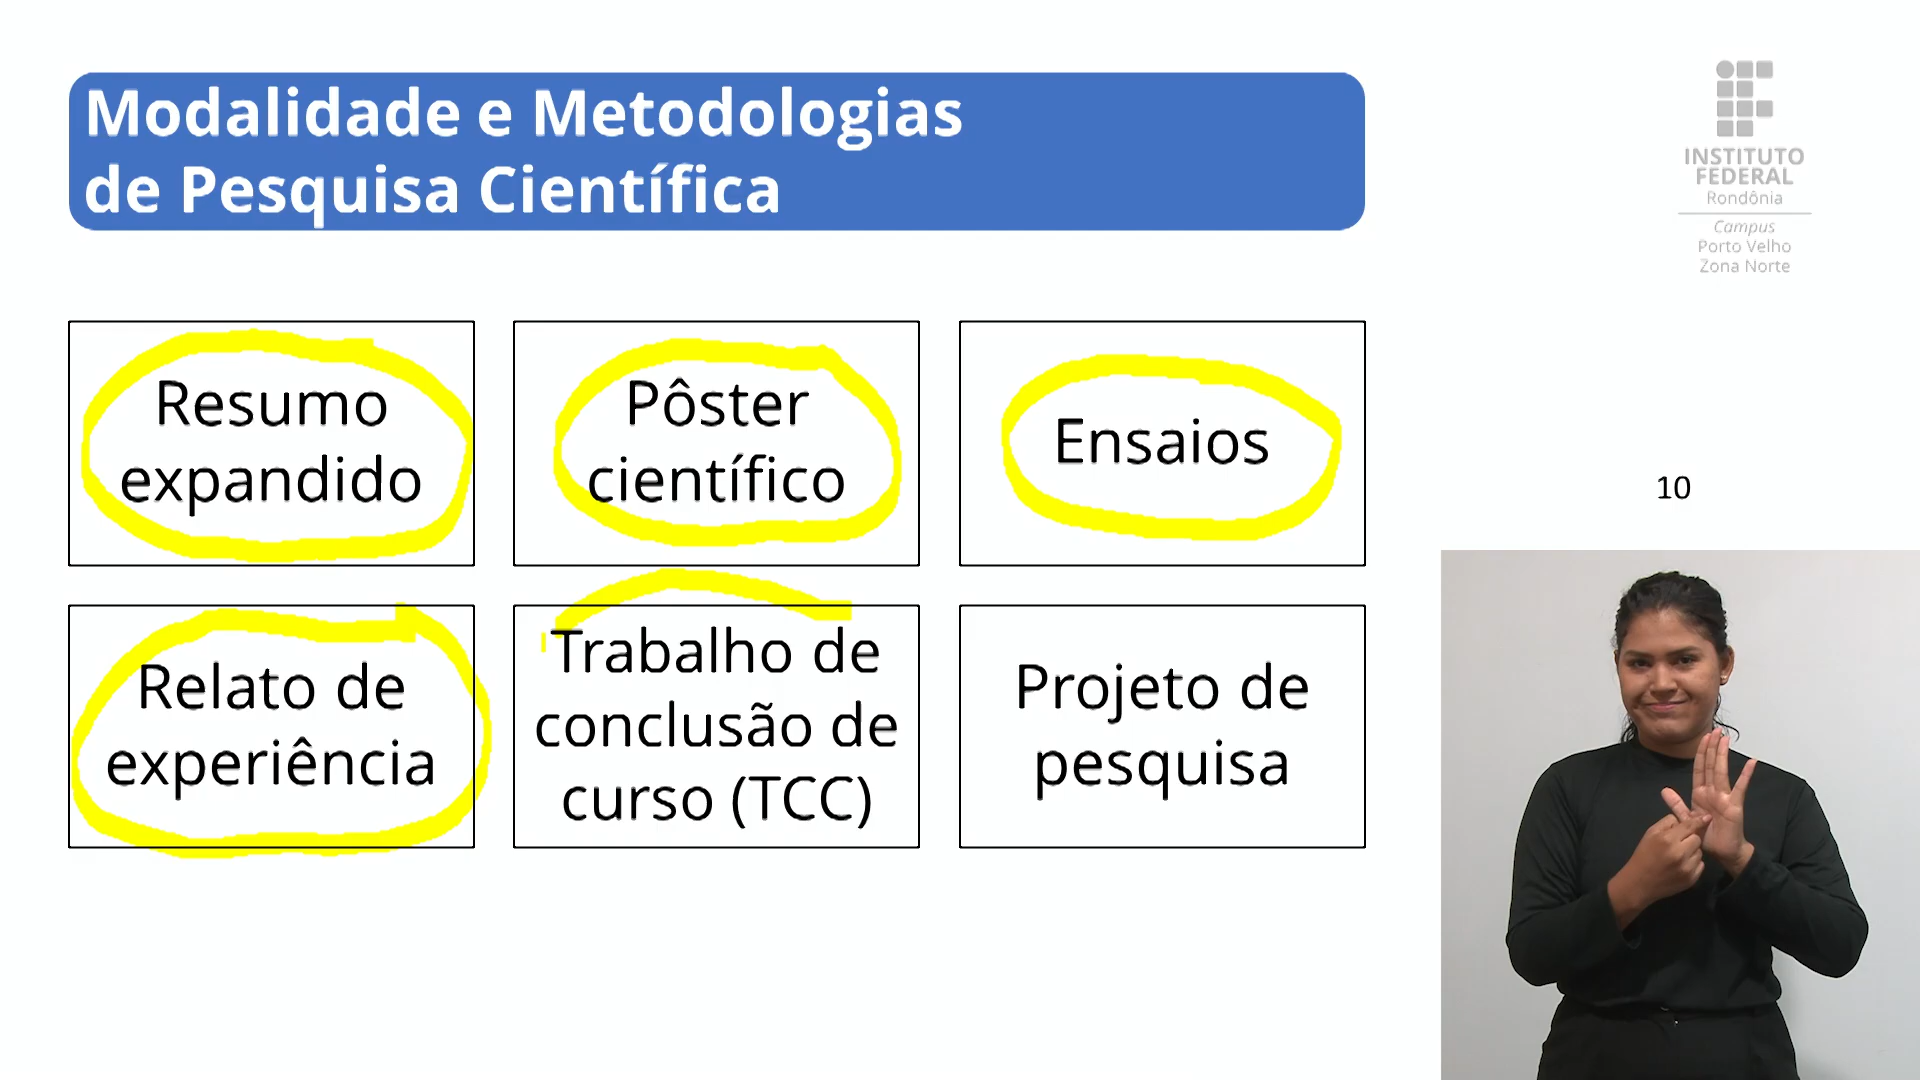 Modalidade e Metodologias
de Pesquisa Científica
INSTITUTO
FEDERAL
Rondônia
Campus
Porto Velho
Zona Norte
Resumo
expandido
Pôster
científico
Ensaios
10
Relato de
experiência
Trabalho de
conclusão de
curso (TCC)
Projeto de
pesquisa